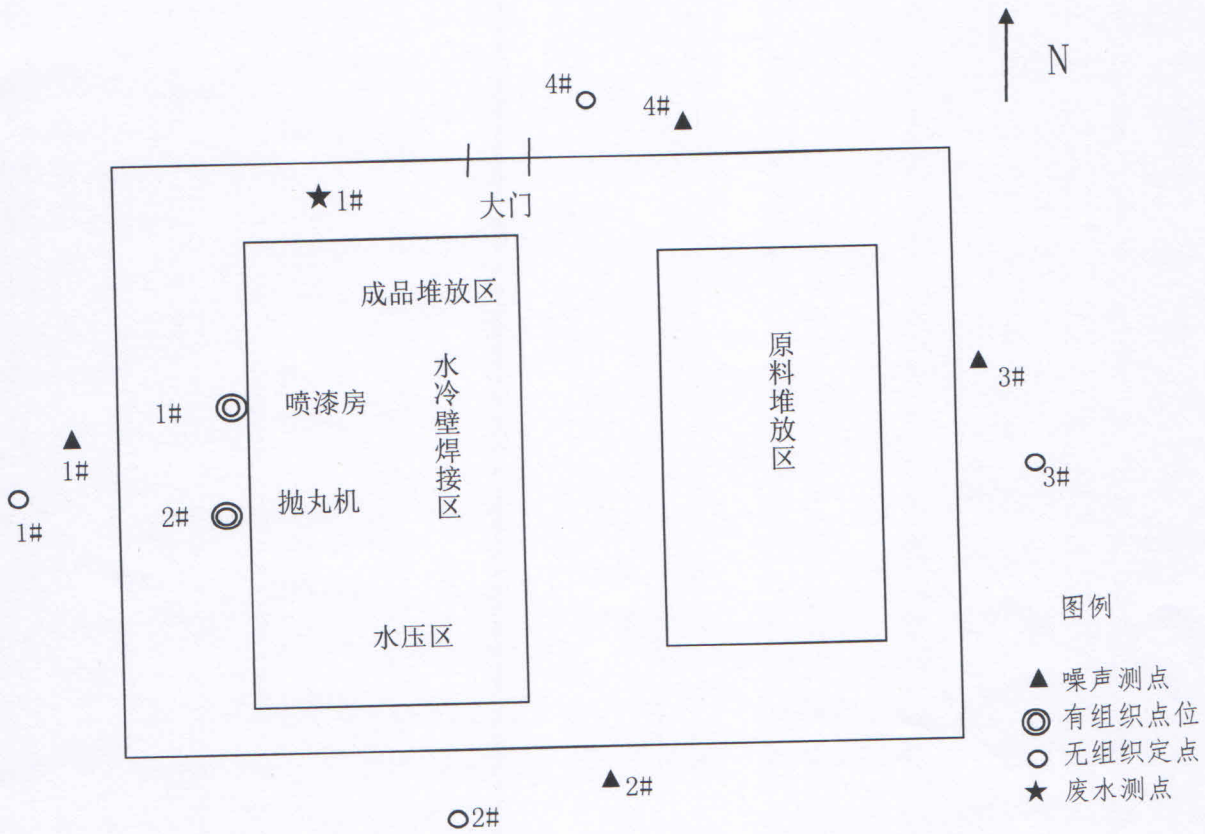 N
4#
4#
1#
大门
成品堆放区
水冷壁焊接区
原料堆放区
3#
喷漆房
1#
1#
3#
抛丸机
2#
1#
水压区
图例
噪声测点
有组织点位
无组织定点
废水测点
2#
2#